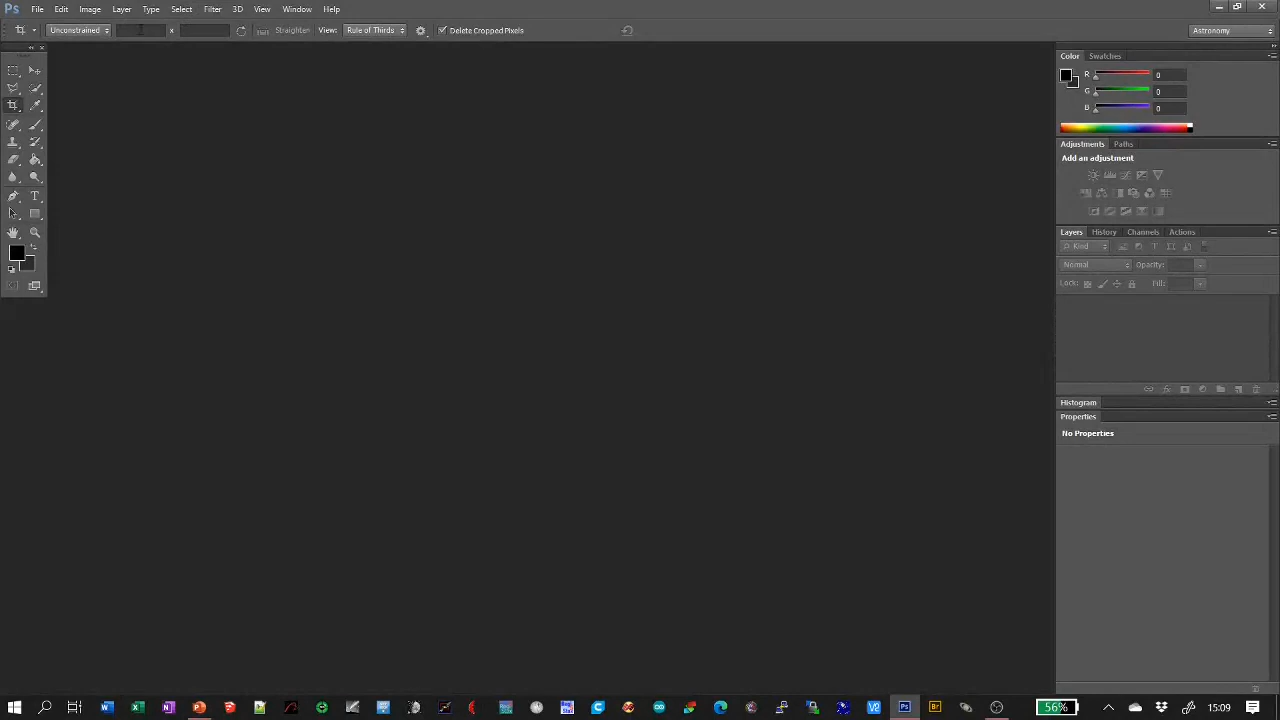 Ps File Edit Image Layer Type Select Filter 3D View Window Help
Unconstrained x Straighten View: Rule of Thirds Delete Cropped Pixels Astronomy
Color Swatches
R 0
G 0
B 0
Adjustments Paths
Add an adjustment
Layers History Channels Actions
Kind
Normal Opacity:
Lock: Fill:
Histogram
Properties
No Properties
56% 15:09